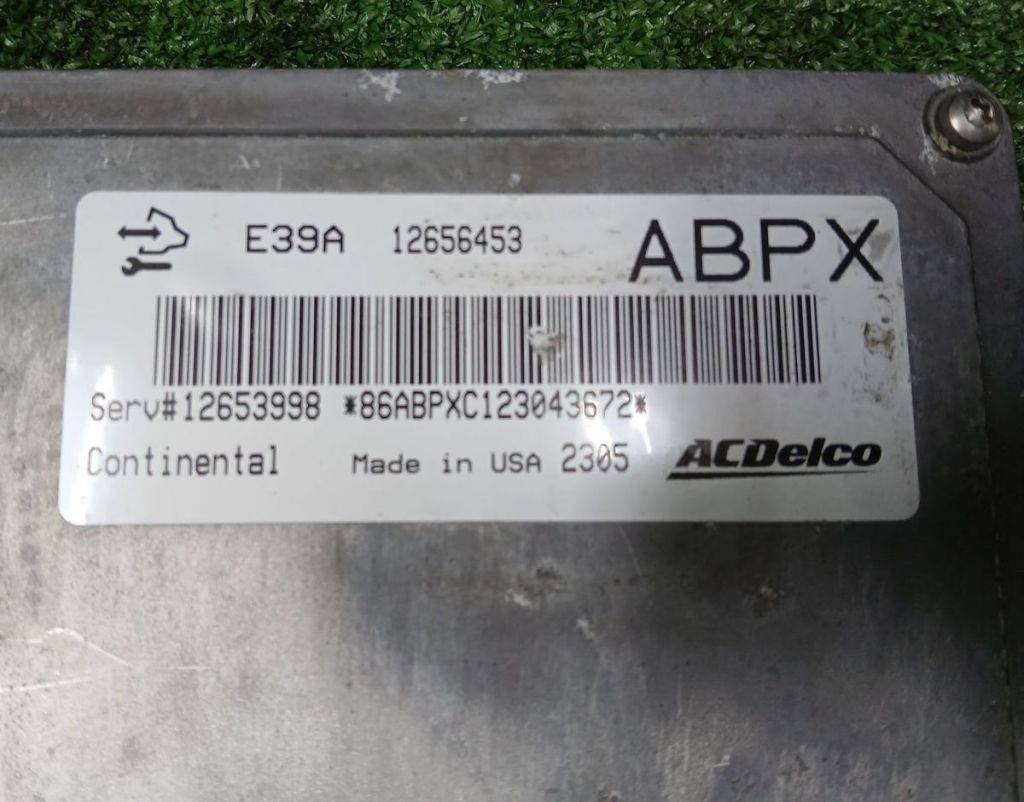 E39A 12656453 ABPX
Serv#12653998 *86ABPXC123043672*
Continental Made in USA 2305 ACDelco